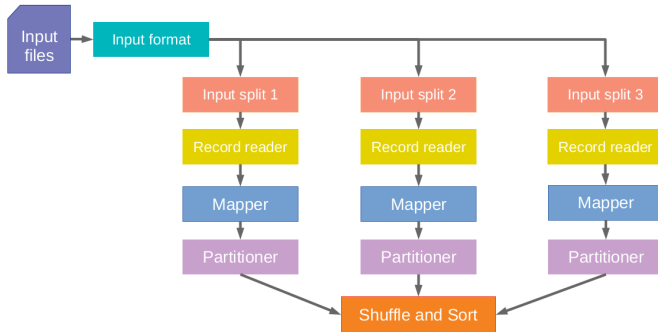 Input
files
Input format
Input split 1
Input split 2
Input split 3
Record reader
Record reader
Record reader
Mapper
Mapper
Mapper
Partitioner
Partitioner
Partitioner
Shuffle and Sort